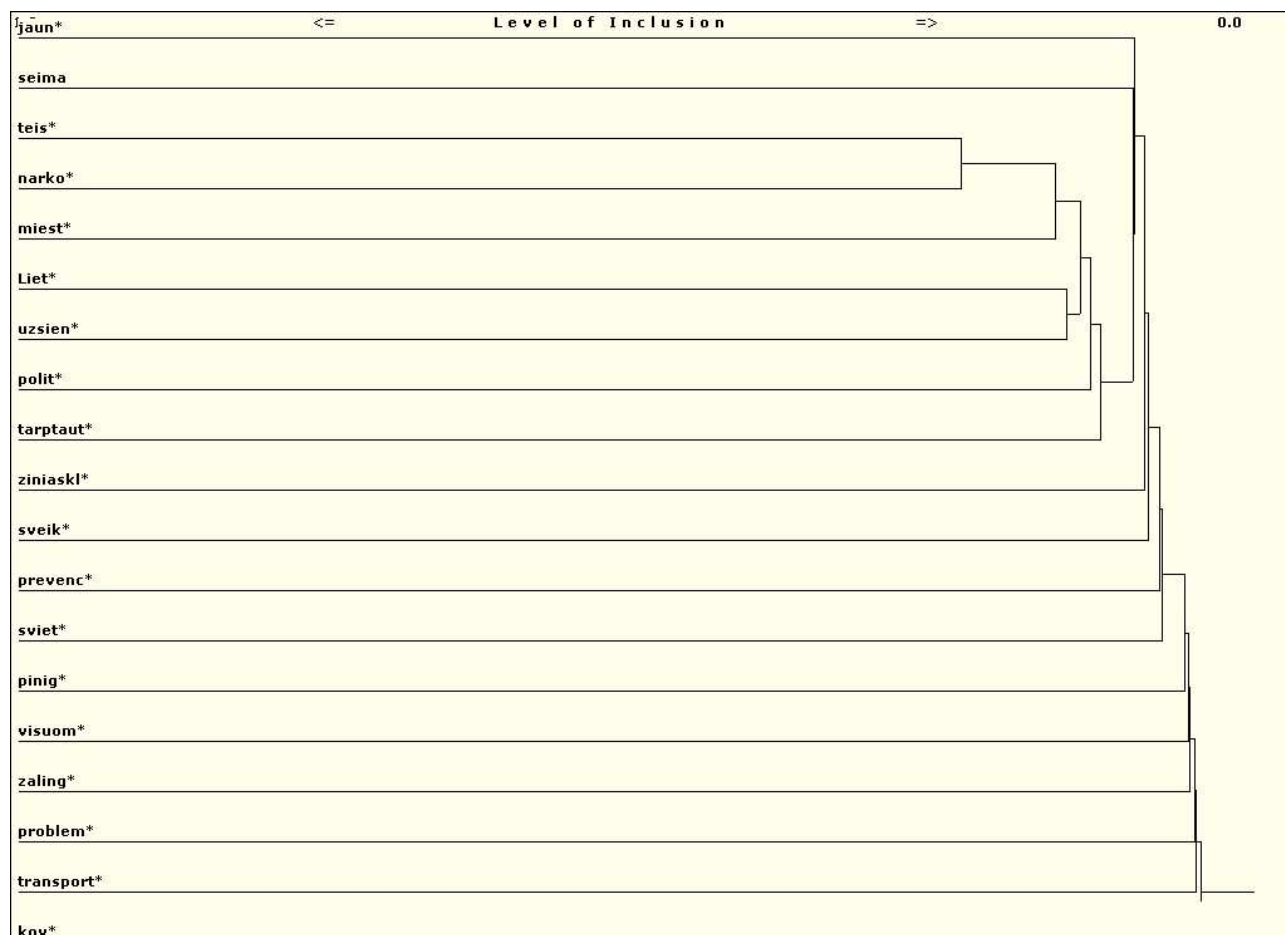 <= Level of Inclusion => 0.0
jaun*
seima
teis*
narko*
miest*
Liet*
uzsien*
polit*
tarptaut*
ziniaskl*
sveik*
prevenc*
sviet*
pinig*
visuom*
zaling*
problem*
transport*